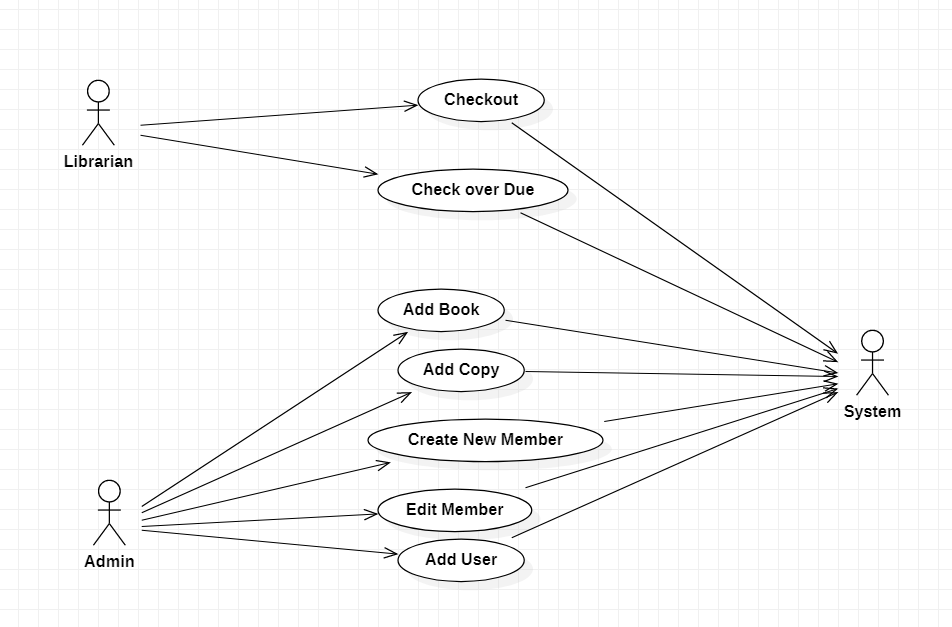 Checkout
Librarian
Check over Due
Add Book
Add Copy
System
Create New Member
Edit Member
Admin
Add User